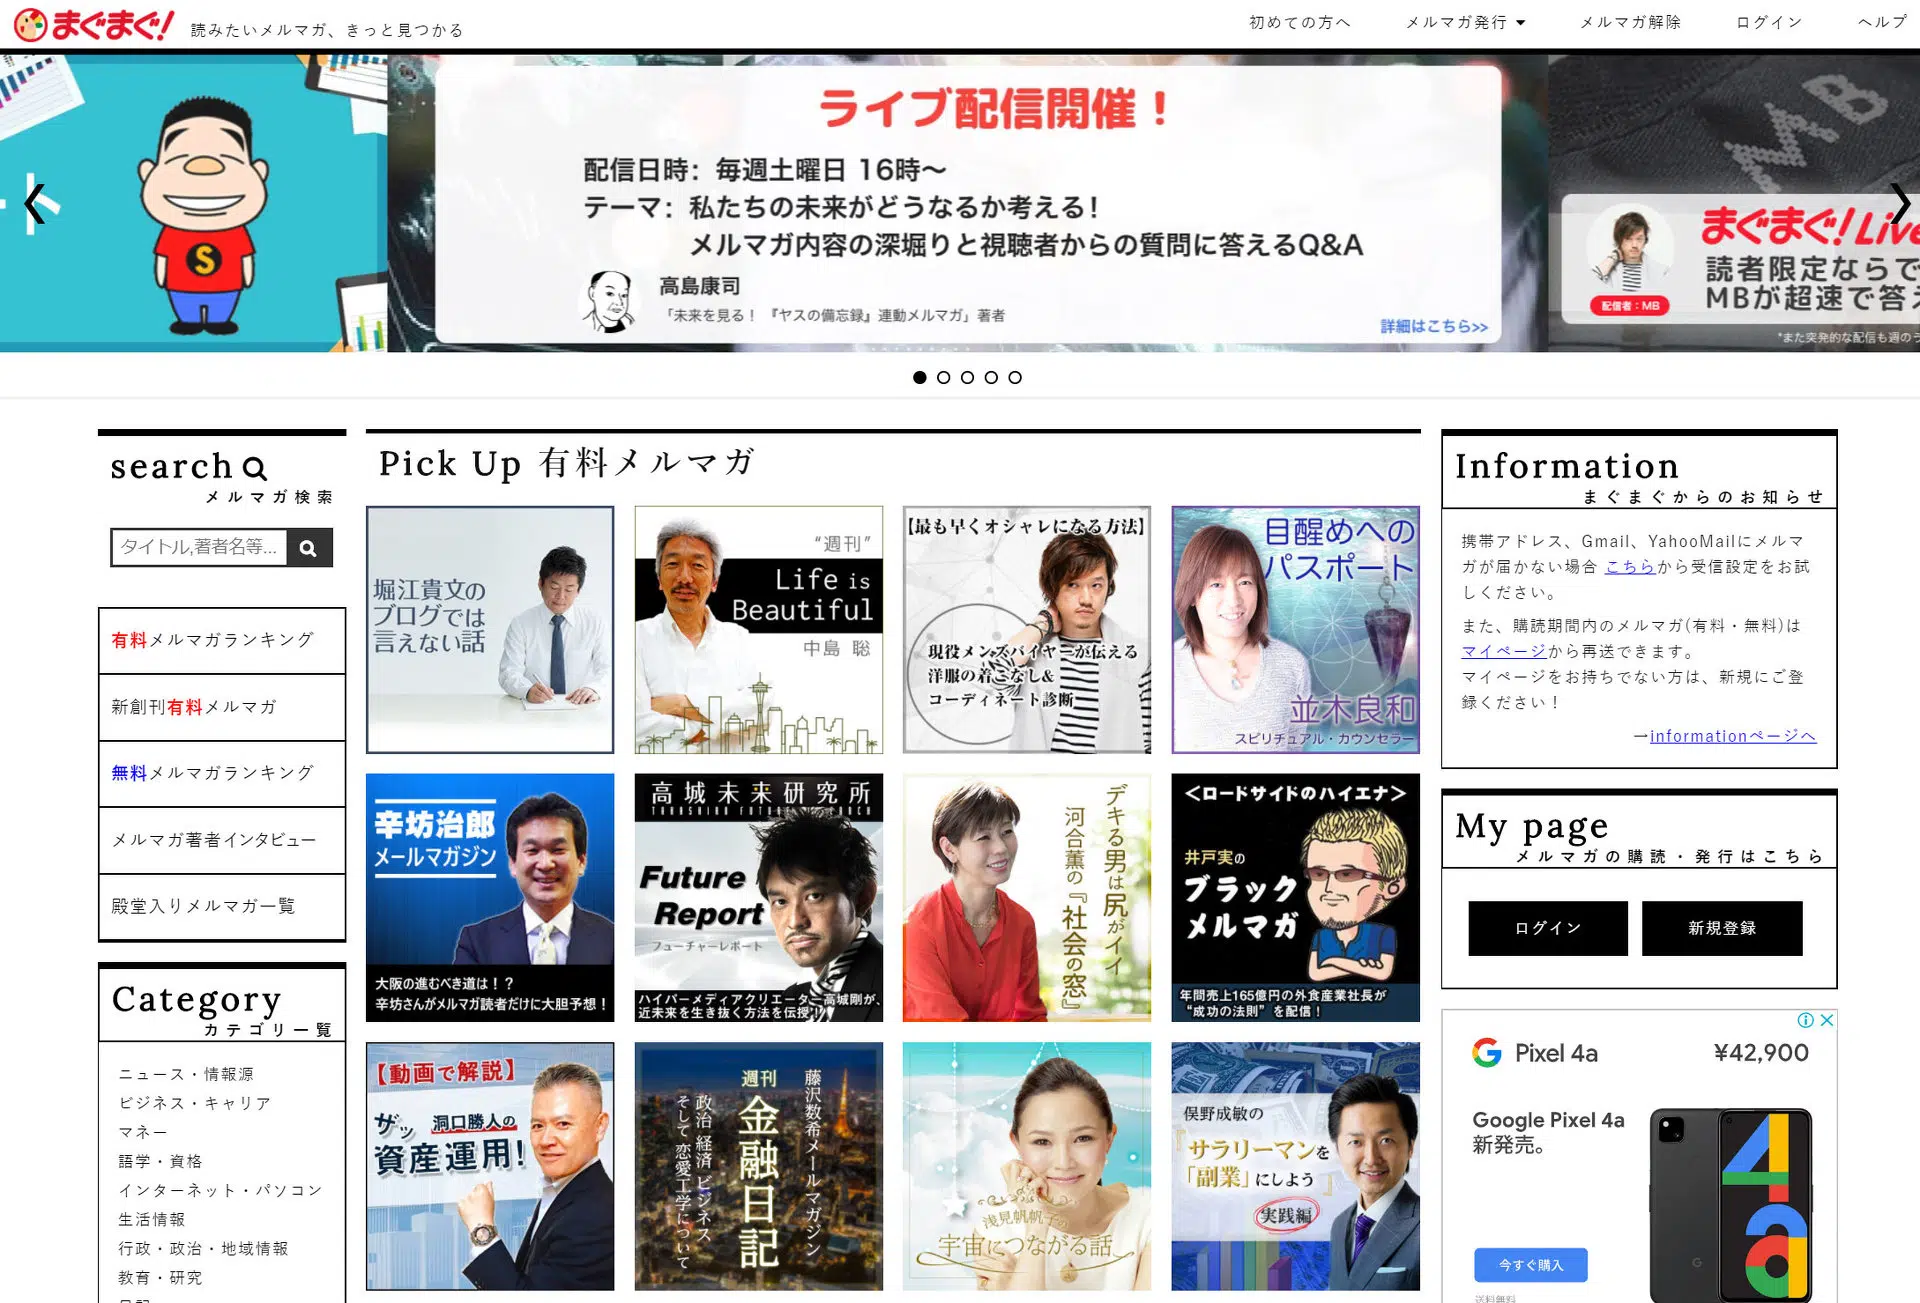 まぐまぐ!
読みたいメルマガ、きっと見つかる
初めての方へ
メルマガ発行
メルマガ解除
ログイン
ヘルプ
ト
S
ライブ配信開催！
配信日時：毎週土曜日 16時〜
テーマ：私たちの未来がどうなるか考える！
メルマガ内容の深堀りと視聴者からの質問に答えるQ&A
高島康司
「未来を見る！『ヤスの備忘録』連動メルマガ」著者
詳細はこちら>>
MB
まぐまぐ!Live
読者限定ならで
MBが超速で答え
配信者：MB
*また突発的な配信も週のう
search
メルマガ検索
タイトル,著者名等...
有料メルマガランキング
新創刊有料メルマガ
無料メルマガランキング
メルマガ著者インタビュー
殿堂入りメルマガ一覧
Category
カテゴリ一覧
ニュース・情報源
ビジネス・キャリア
マネー
語学・資格
インターネット・パソコン
生活情報
行政・政治・地域情報
教育・研究
Pick Up 有料メルマガ
堀江貴文の
ブログでは
言えない話
“週刊”
Life is
Beautiful
中島 聡
【最も早くオシャレになる方法】
現役メンズバイヤーが伝える
洋服の着こなし&
コーディネート診断
目醒めへの
パスポート
並木良和
スピリチュアル・カウンセラー
辛坊治郎
メールマガジン
大阪の進むべき道は！？
辛坊さんがメルマガ読者だけに大胆予想！
高城未来研究所
TAKASHIRO FUTURE RESEARCH
Future
Report
フューチャーレポート
ハイパーメディアクリエーター高城剛が、
近未来を生き抜く方法を伝授！
デキる男は尻がイイ
河合薫の『社会の窓』
<ロードサイドのハイエナ>
井戸実の
ブラック
メルマガ
年間売上165億円の外食産業社長が
“成功の法則”を配信！
【動画で解説】
ザッ 洞口勝人の
資産運用!
藤沢数希メールマガジン
週刊
金融日記
政治 経済 ビジネス
そして 恋愛工学について
浅見帆帆子の
宇宙につながる話
俣野成敏の
『サラリーマンを
「副業」にしよう』
実践編
Information
まぐまぐからのお知らせ
携帯アドレス、Gmail、YahooMailにメルマ
ガが届かない場合 こちらから受信設定をお試
しください。
また、購読期間内のメルマガ(有料・無料)は
マイページから再送できます。
マイページをお持ちでない方は、新規にご登
録ください！
→informationページへ
My page
メルマガの購読・発行はこちら
ログイン
新規登録
Pixel 4a
¥42,900
Google Pixel 4a
新発売。
今すぐ購入
送料無料
4a